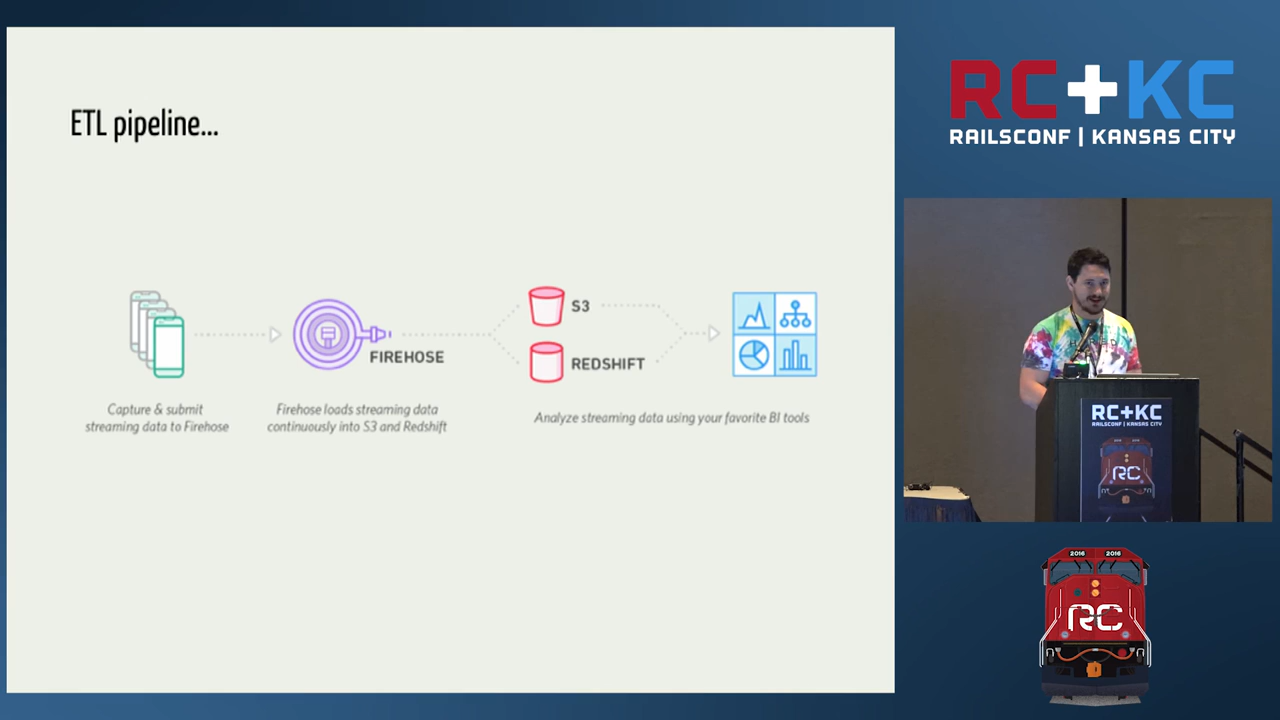 ETL pipeline...
FIREHOSE
S3
REDSHIFT
Capture & submit
streaming data to Firehose
Firehose loads streaming data
continuously into S3 and Redshift
Analyze streaming data using your favorite BI tools
RC+KC
RAILSCONF | KANSAS CITY
RC+KC
RAILSCONF | KANSAS CITY
RC
2016 2016
RC